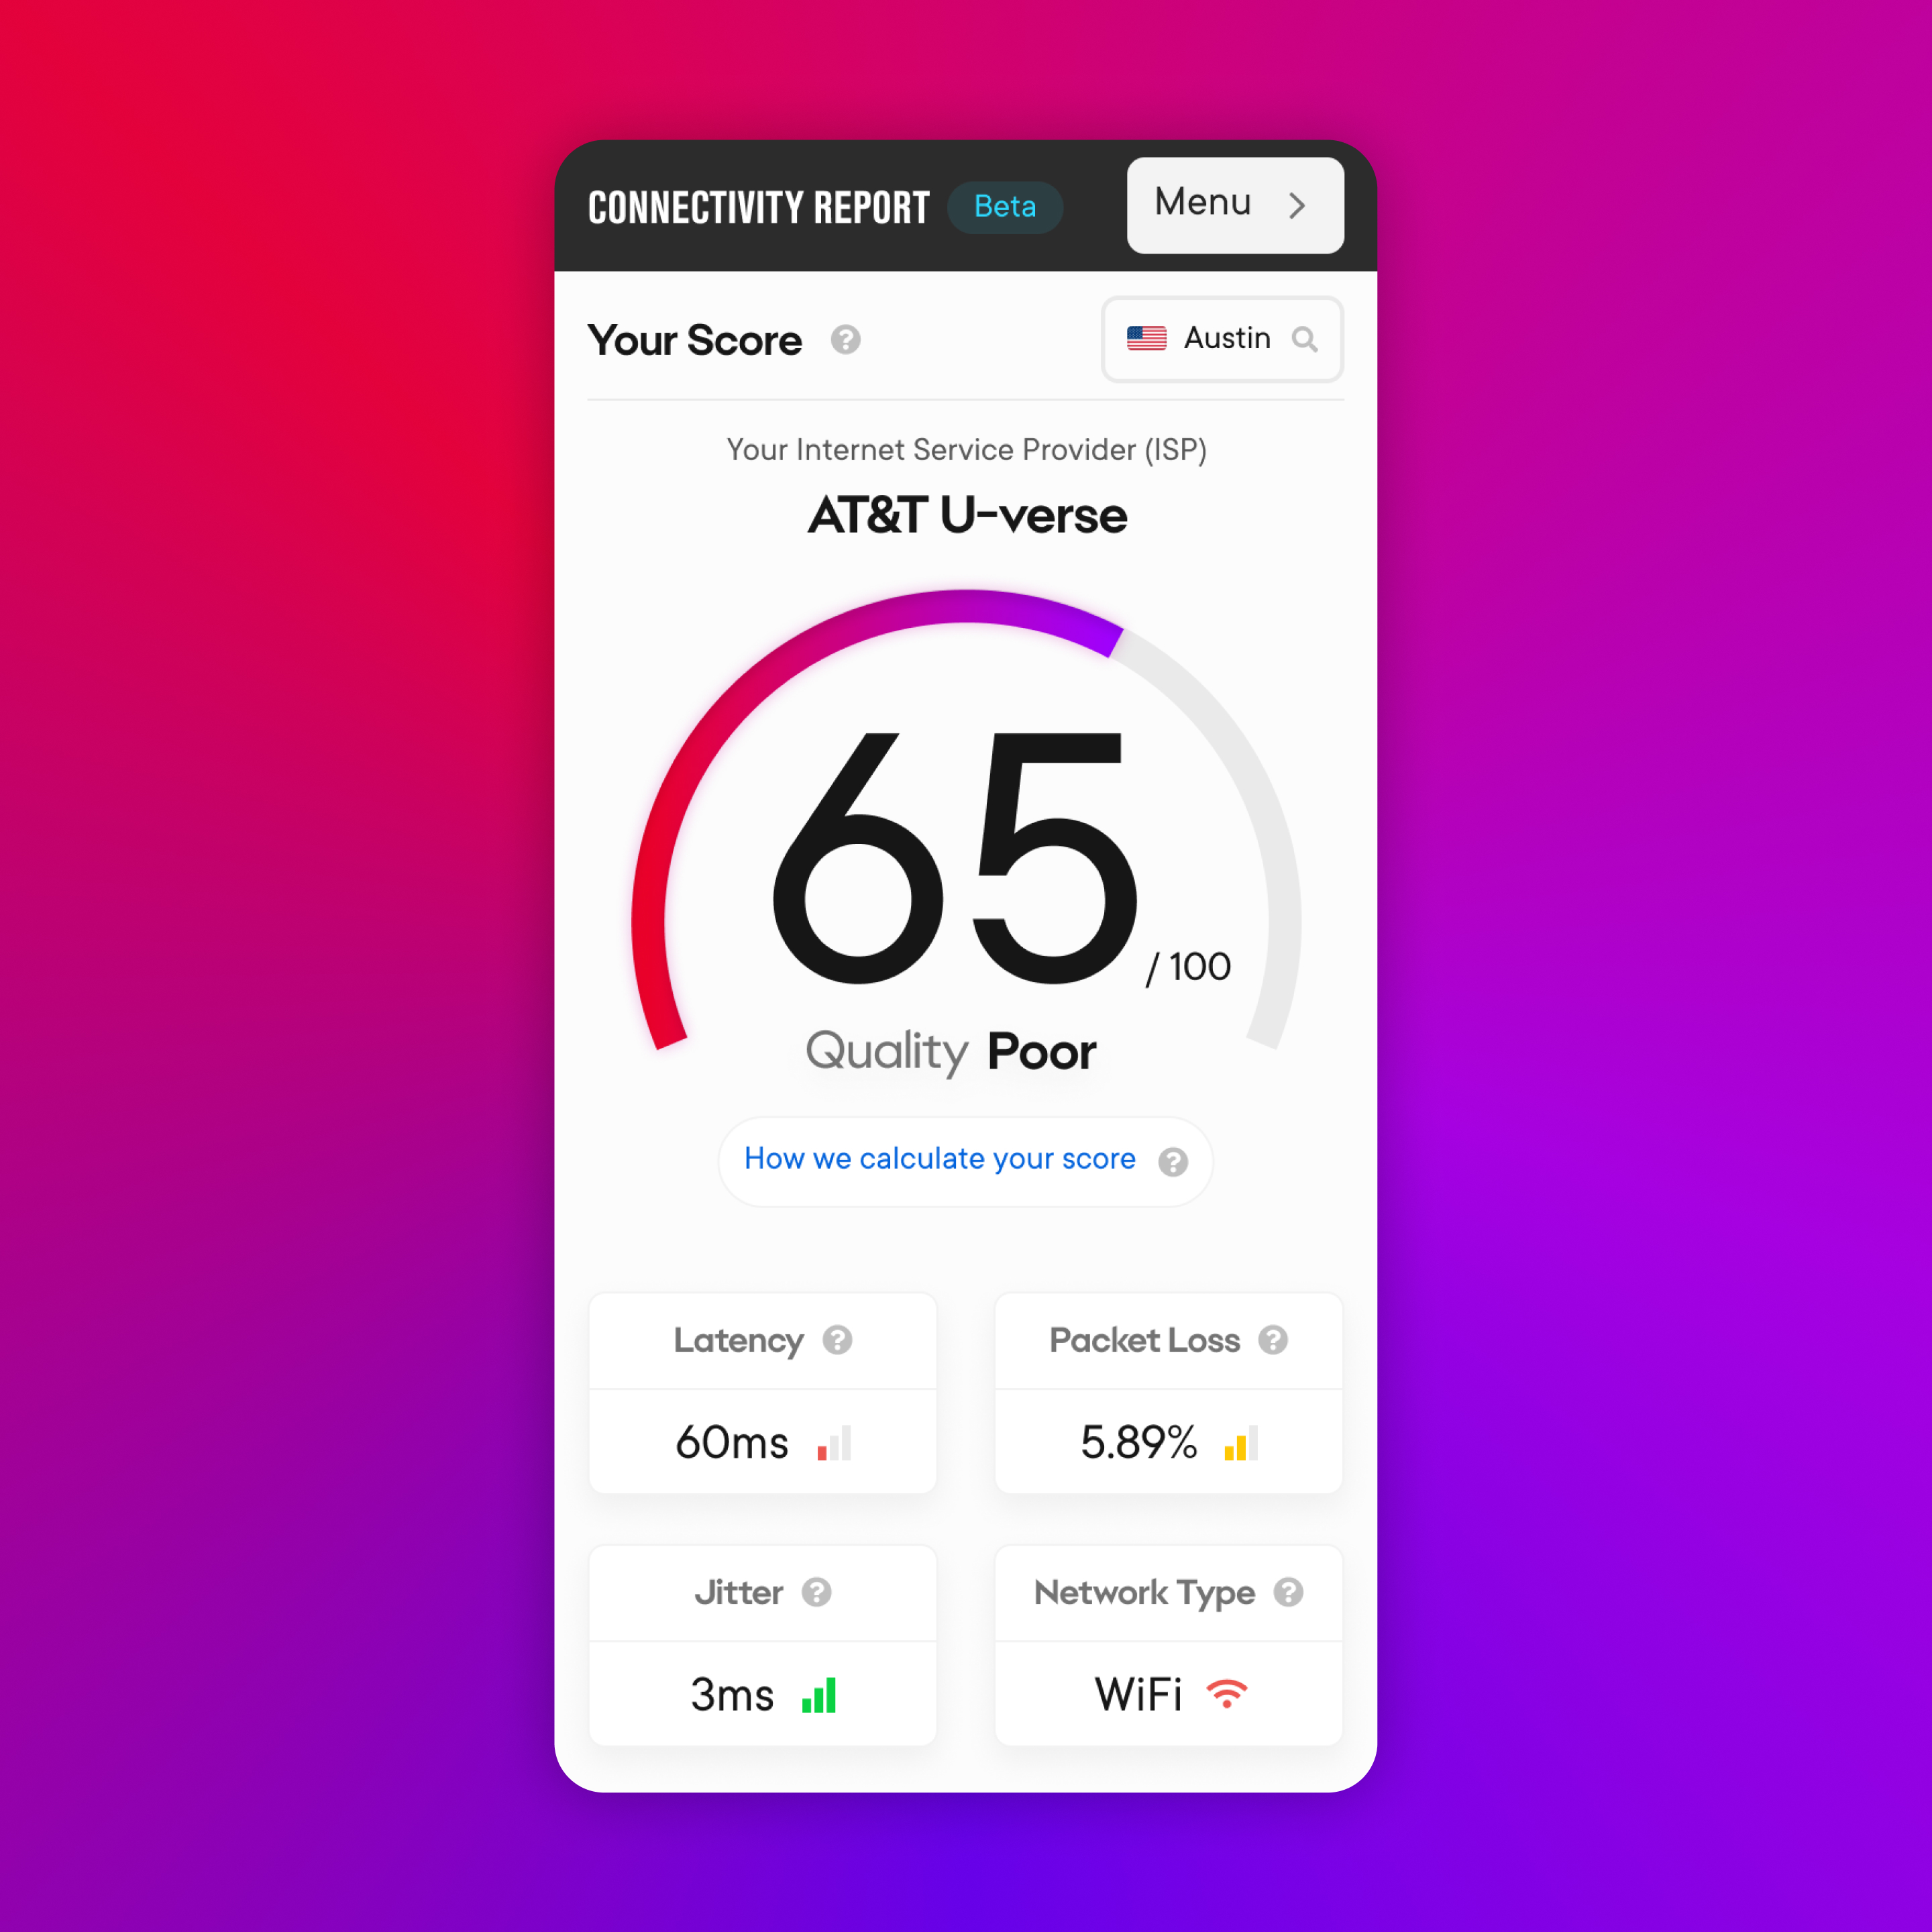 CONNECTIVITY REPORT Beta Menu
Your Score Austin
Your Internet Service Provider (ISP)
AT&T U-verse
65 / 100
Quality Poor
How we calculate your score
Latency
60ms
Packet Loss
5.89%
Jitter
3ms
Network Type
WiFi